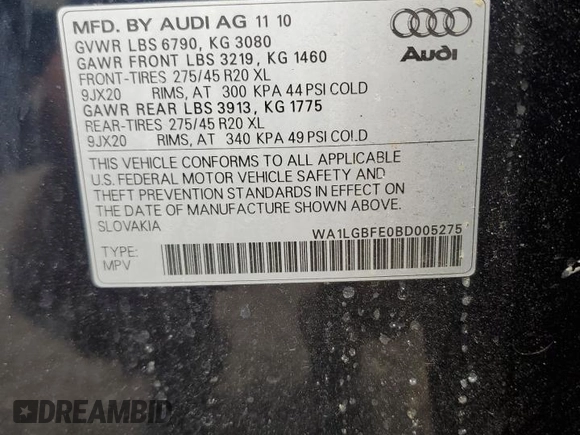 MFD. BY AUDI AG 11 10
GVWR LBS 6790, KG 3080
GAWR FRONT LBS 3219, KG 1460
FRONT-TIRES 275/45 R20 XL
9JX20 RIMS, AT 300 KPA 44 PSI COLD
GAWR REAR LBS 3913, KG 1775
REAR-TIRES 275/45 R20 XL
9JX20 RIMS, AT 340 KPA 49 PSI COLD
Audi
THIS VEHICLE CONFORMS TO ALL APPLICABLE
U.S. FEDERAL MOTOR VEHICLE SAFETY AND
THEFT PREVENTION STANDARDS IN EFFECT ON
THE DATE OF MANUFACTURE SHOWN ABOVE.
SLOVAKIA
WA1LGBFE0BD005275
TYPE:
MPV
DREAMBID